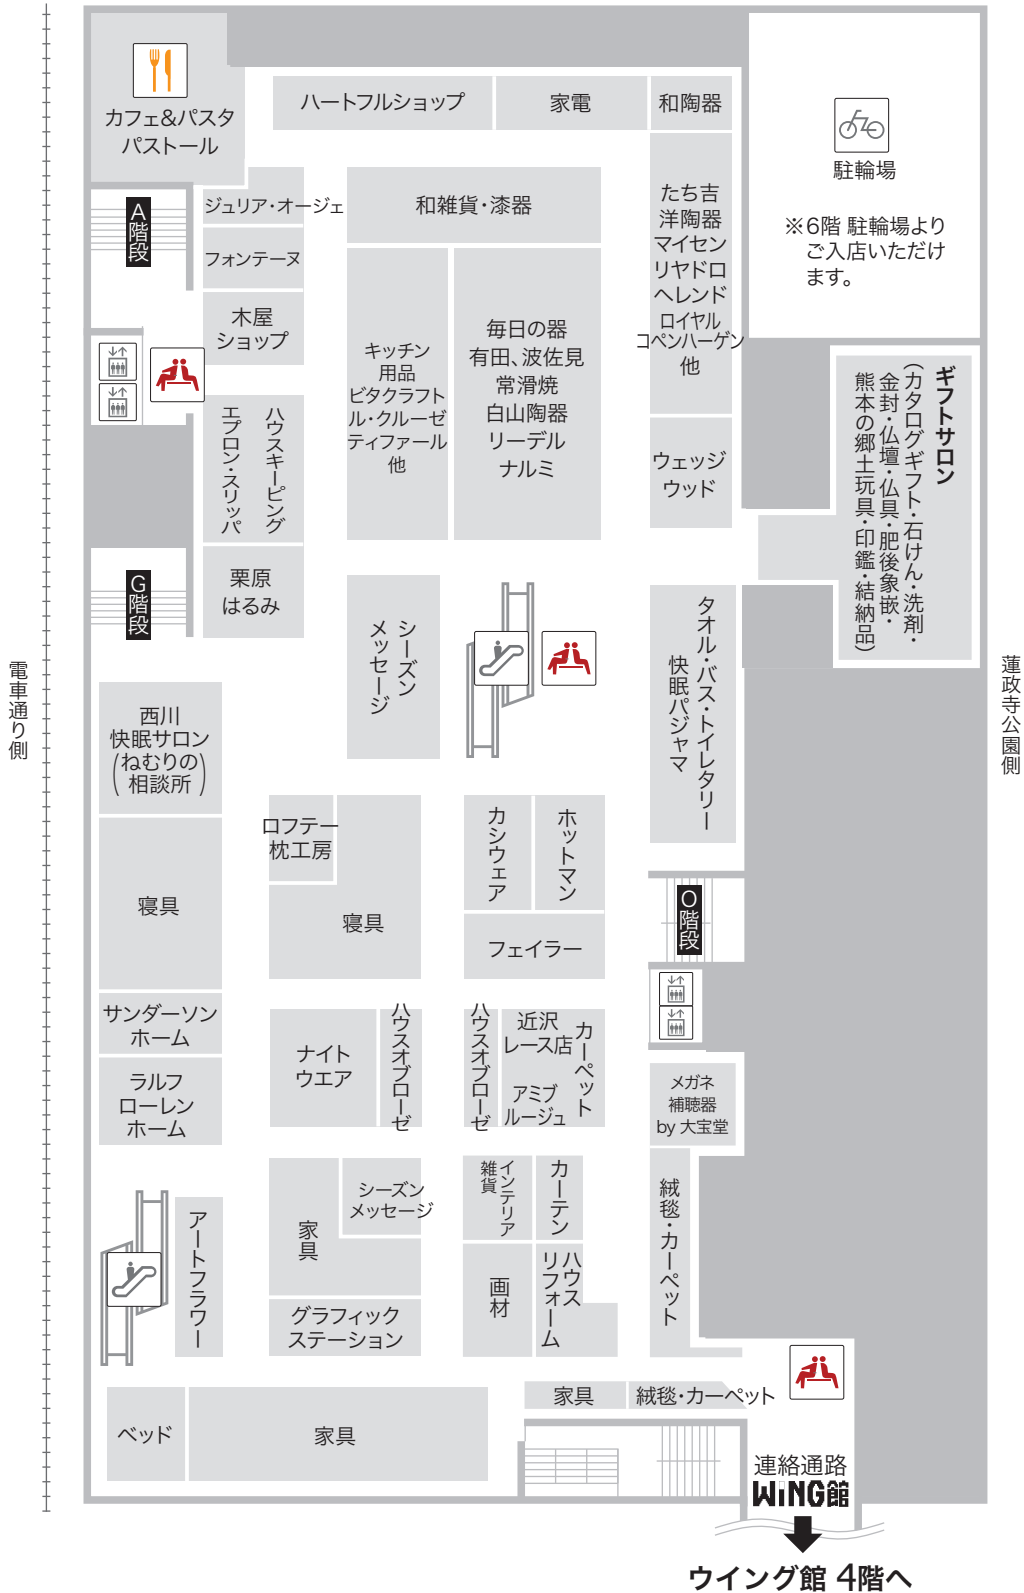 カフェ&パスタ
パストール
ハートフルショップ
家電
和陶器
駐輪場
※6階 駐輪場より
ご入店いただけ
ます。
A階段
ジュリア・オージェ
フォンテーヌ
木屋
ショップ
和雑貨・漆器
たち吉
洋陶器
マイセン
リヤドロ
ヘレンド
ロイヤル
コペンハーゲン
他
キッチン
用品
ビタクラフト
ル・クルーゼ
ティファール
他
毎日の器
有田、波佐見
常滑焼
白山陶器
リーデル
ナルミ
ギフトサロン
(カタログギフト・石けん・洗剤・
金封・仏壇・仏具・肥後象嵌・
熊本の郷土玩具・印鑑・結納品)
ハウスキーピング
エプロン・スリッパ
ウェッジ
ウッド
G階段
栗原
はるみ
シーズン
メッセージ
タオル・バス・トイレタリー
快眠パジャマ
電車通り側
蓮政寺公園側
西川
快眠サロン
(ねむりの
相談所)
寝具
ロフテー
枕工房
寝具
カシウェア
ホットマン
フェイラー
O階段
サンダーソン
ホーム
ラルフ
ローレン
ホーム
ナイト
ウエア
ハウスオブローゼ
ハウスオブローゼ
近沢
レース店
アミブ
ルージュ
カーペット
メガネ
補聴器
by 大宝堂
アートフラワー
家具
シーズン
メッセージ
グラフィック
ステーション
インテリア
雑貨
カーテン
画材
ハウス
リフォーム
絨毯・カーペット
ベッド
家具
家具
絨毯・カーペット
連絡通路
WiNG館
ウイング館 4階へ